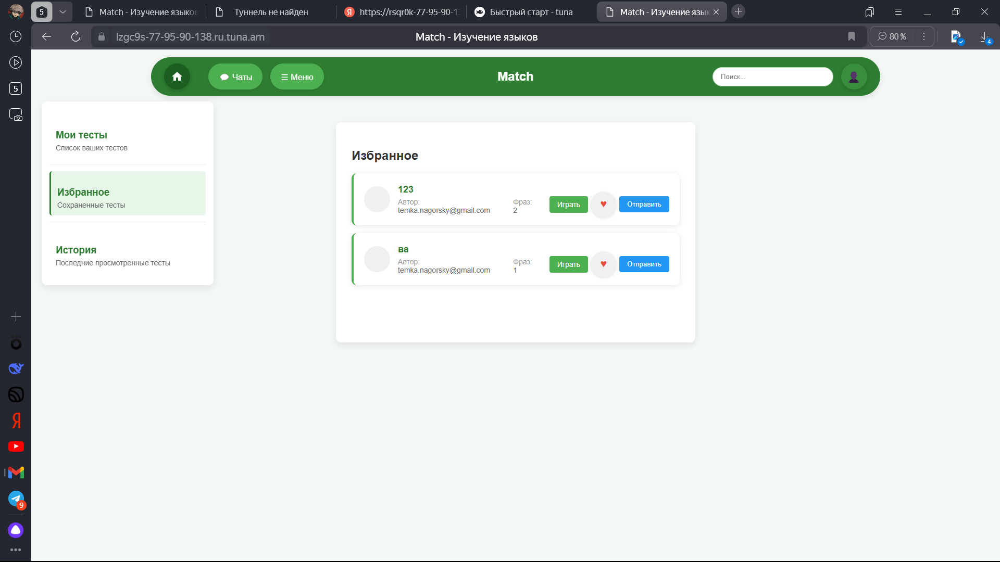 5
Match - Изучение языков
Туннель не найден
Я
https://rsqr0k-77-95-90-1
Быстрый старт - tuna
Match - Изучение язык
lzgc9s-77-95-90-138.ru.tuna.am
Match - Изучение языков
80 %
4
5
Чаты
Меню
Match
Поиск...
Мои тесты
Список ваших тестов
Избранное
Сохраненные тесты
История
Последние просмотренные тесты
Избранное
123
Автор:
temka.nagorsky@gmail.com
Фраз:
2
Играть
Отправить
ва
Автор:
temka.nagorsky@gmail.com
Фраз:
1
Играть
Отправить
Я
9